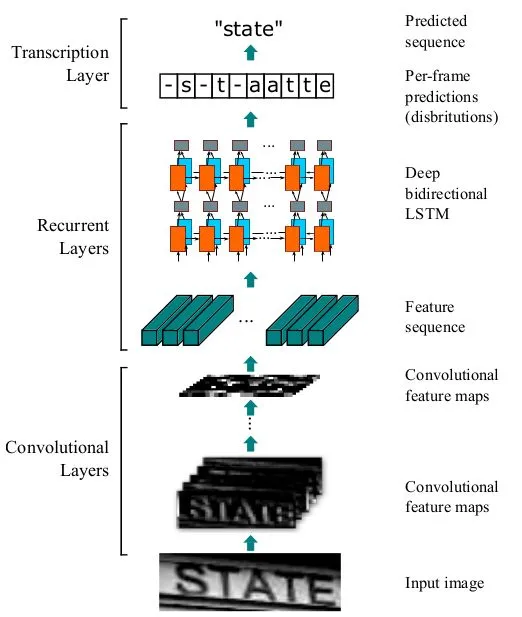 "state"
Predicted
sequence
Transcription
Layer
- s - t - a a t t e
Per-frame
predictions
(disbritutions)
...
Deep
bidirectional
LSTM
...
...
Recurrent
Layers
...
...
Feature
sequence
Convolutional
feature maps
...
Convolutional
Layers
STATE
Convolutional
feature maps
STATE
Input image